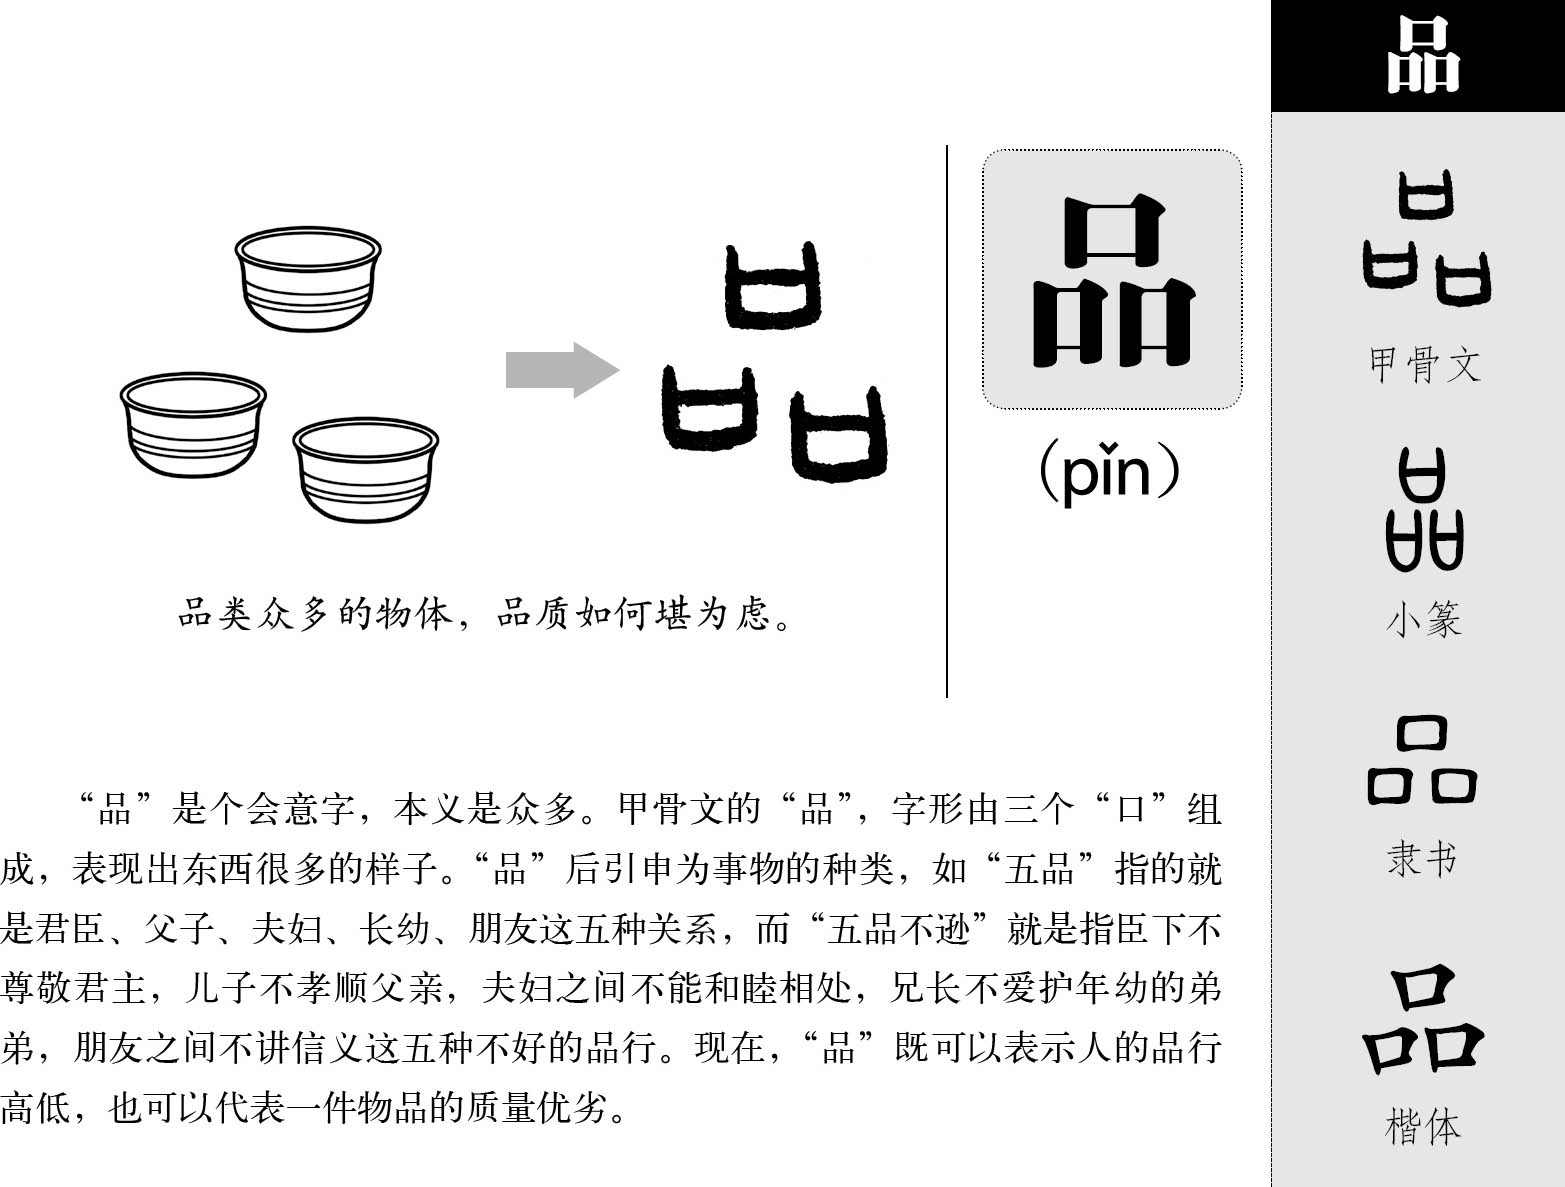 品
(pǐn)
品类众多的物体，品质如何堪为虑。
“品”是个会意字，本义是众多。甲骨文的“品”，字形由三个“口”组
成，表现出东西很多的样子。“品”后引申为事物的种类，如“五品”指的就
是君臣、父子、夫妇、长幼、朋友这五种关系，而“五品不逊”就是指臣下不
尊敬君主，儿子不孝顺父亲，夫妇之间不能和睦相处，兄长不爱护年幼的弟
弟，朋友之间不讲信义这五种不好的品行。现在，“品”既可以表示人的品行
高低，也可以代表一件物品的质量优劣。
品
品
甲骨文
品
小篆
品
隶书
品
楷体